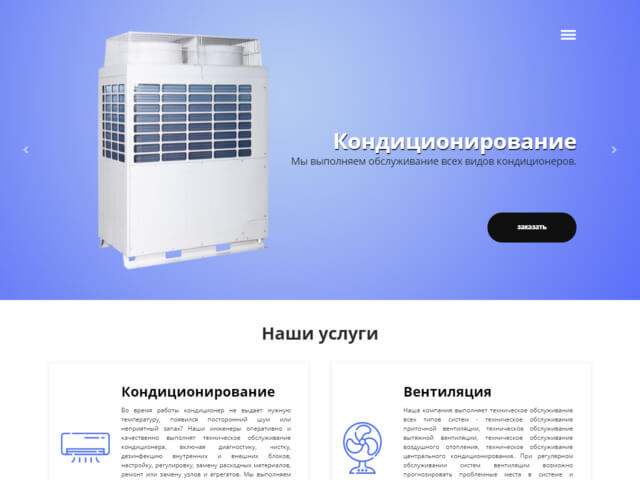 Кондиционирование
Мы выполняем обслуживание всех видов кондиционеров.
заказать
Наши услуги
Кондиционирование
Во время работы кондиционер не выдает нужную
температуру, появился посторонний шум или
неприятный запах? Наши инженеры оперативно и
качественно выполнят техническое обслуживание
кондиционера, включая диагностику, чистку,
дезинфекцию внутренних и внешних блоков,
настройку, регулировку, замену расходных материалов,
ремонт или замену узлов и агрегатов. Мы выполняем
Вентиляция
Наша компания выполняет техническое обслуживание
всех типов систем - техническое обслуживание
приточной вентиляции, техническое обслуживание
вытяжной вентиляции, техническое обслуживание
воздушного отопления, техническое обслуживание
центрального кондиционирования. При регулярном
обслуживании систем вентиляции возможно
прогнозировать проблемные места в системе и